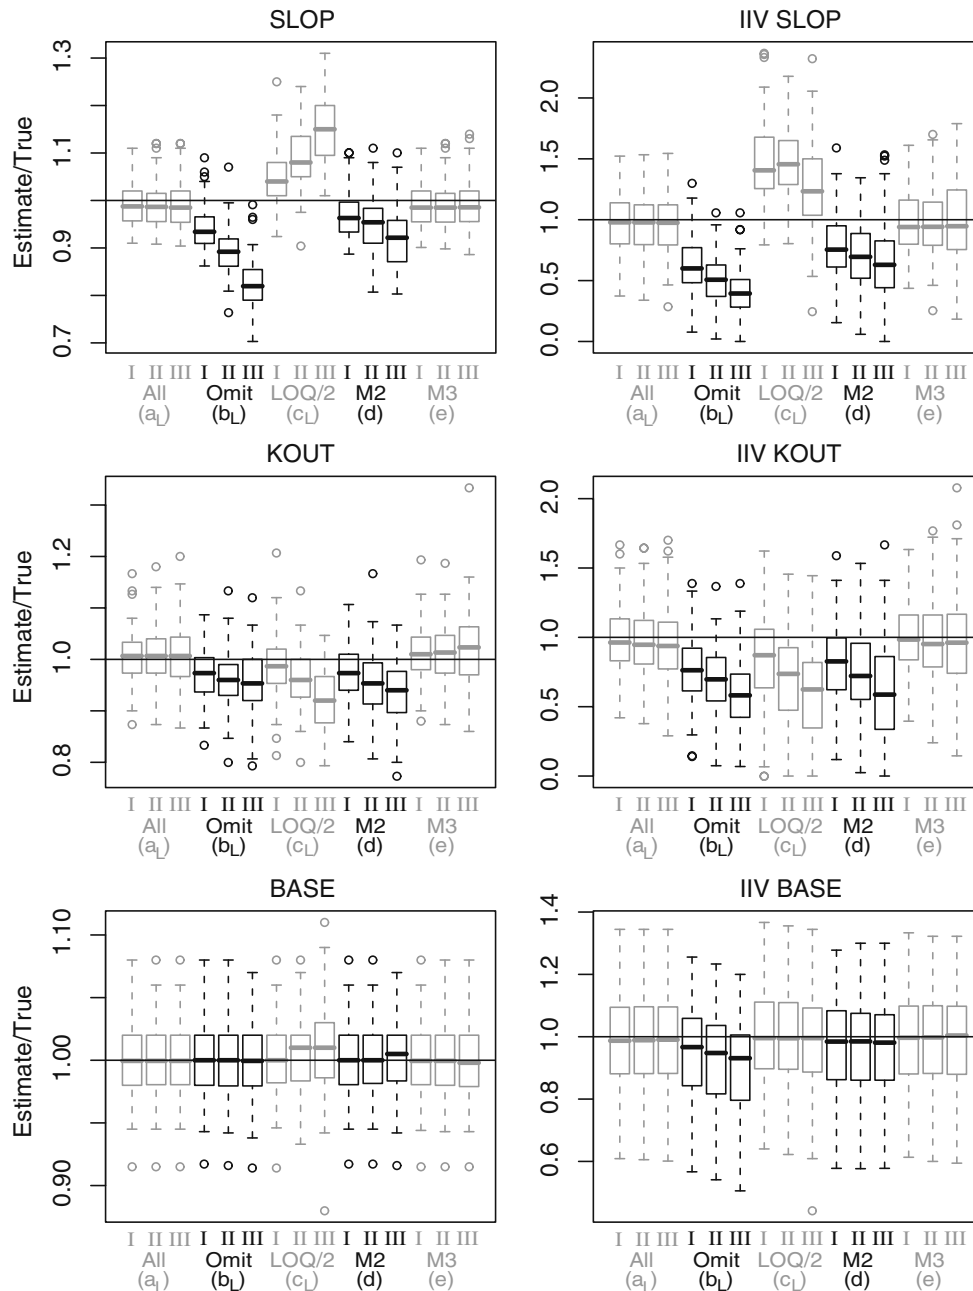 SLOP
IIV SLOP
Estimate/True
0.7 0.9 1.1 1.3
0.0 0.5 1.0 1.5 2.0
I II III I II III I II III I II III I II III
All Omit LOQ/2 M2 M3
(aL) (bL) (cL) (d) (e)
I II III I II III I II III I II III I II III
All Omit LOQ/2 M2 M3
(aL) (bL) (cL) (d) (e)
KOUT
IIV KOUT
Estimate/True
0.8 1.0 1.2
0.0 0.5 1.0 1.5 2.0
I II III I II III I II III I II III I II III
All Omit LOQ/2 M2 M3
(aL) (bL) (cL) (d) (e)
I II III I II III I II III I II III I II III
All Omit LOQ/2 M2 M3
(aL) (bL) (cL) (d) (e)
BASE
IIV BASE
Estimate/True
0.90 1.00 1.10
0.6 0.8 1.0 1.2 1.4
I II III I II III I II III I II III I II III
All Omit LOQ/2 M2 M3
(aL) (bL) (cL) (d) (e)
I II III I II III I II III I II III I II III
All Omit LOQ/2 M2 M3
(aL) (bL) (cL) (d) (e)